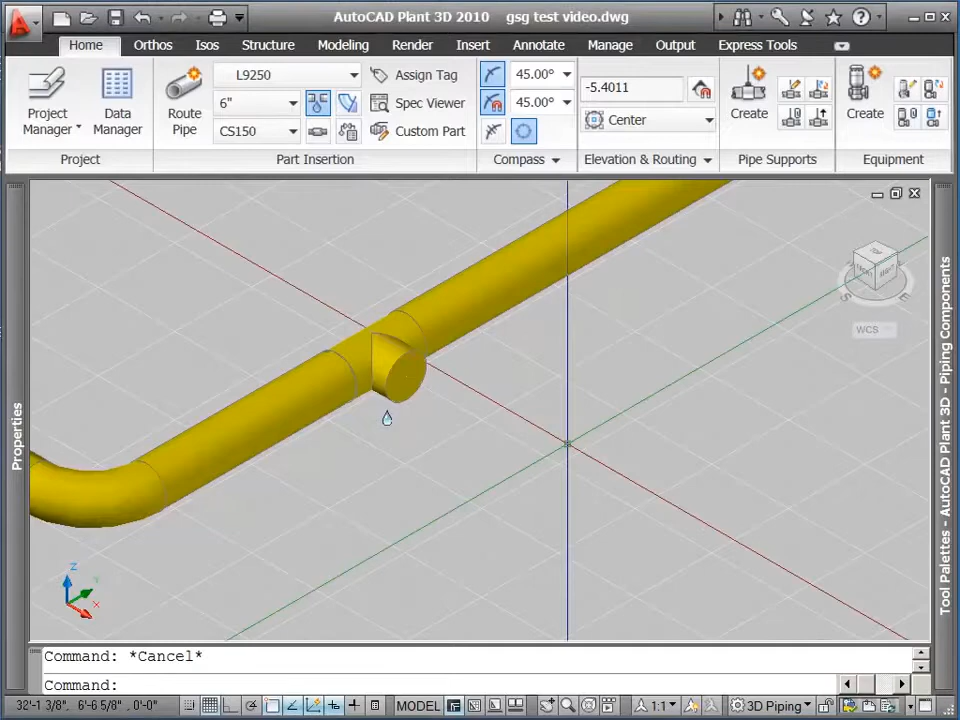 AutoCAD Plant 3D 2010 gsg test video.dwg
Home Orthos Isos Structure Modeling Render Insert Annotate Manage Output Express Tools
L9250 Assign Tag 45.00° -5.4011
6" Spec Viewer 45.00° Center
CS150 Custom Part
Project Manager Data Manager Route Pipe Create Create
Project Part Insertion Compass Elevation & Routing Pipe Supports Equipment
WCS
Properties
Tool Palettes - AutoCAD Plant 3D - Piping Components
Z
X
Command: *Cancel*
Command:
32'-1 3/8", 6'-6 5/8", 0'-0" MODEL 1:1 3D Piping